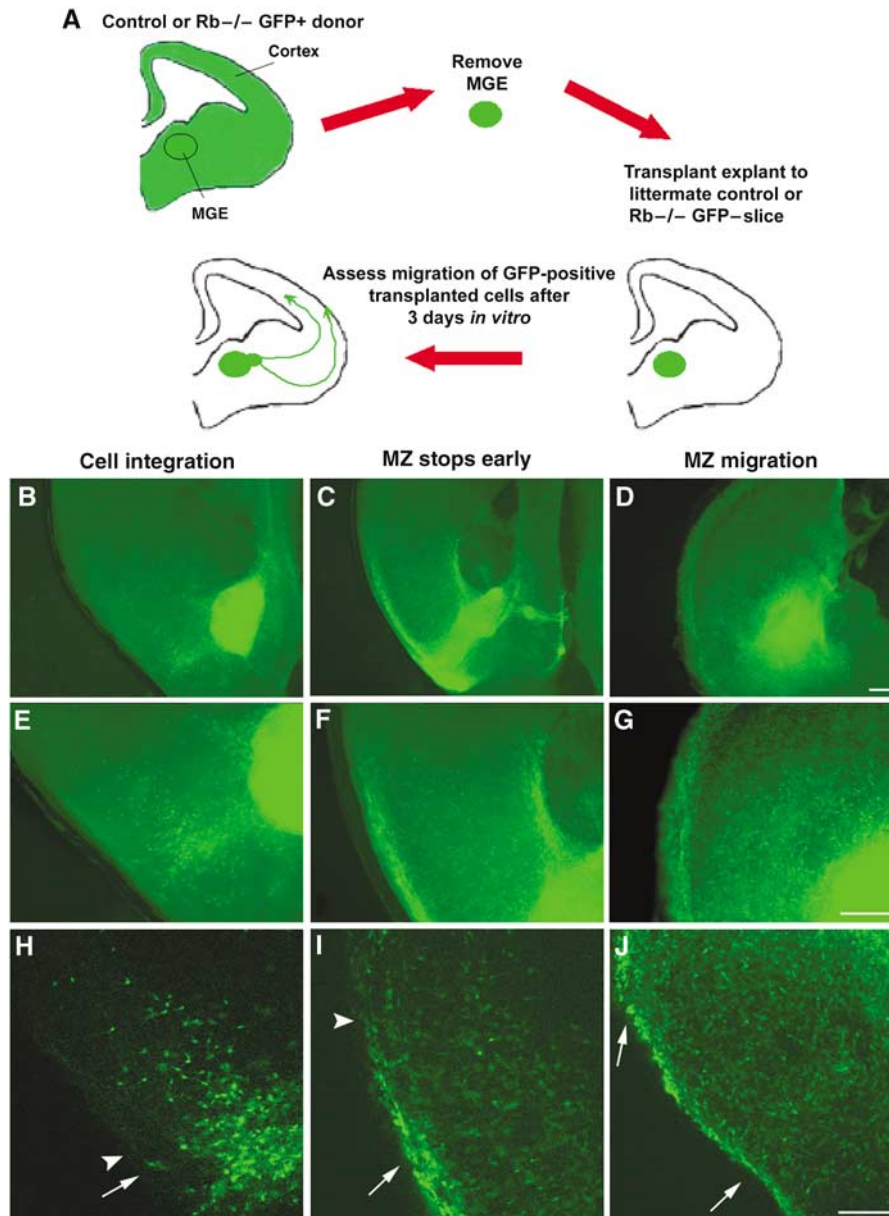 A
Control or Rb−/− GFP+ donor
Cortex
MGE
Remove
MGE
Transplant explant to
littermate control or
Rb−/− GFP−slice
Assess migration of GFP-positive
transplanted cells after
3 days in vitro
Cell integration
MZ stops early
MZ migration
B
C
D
E
F
G
H
I
J